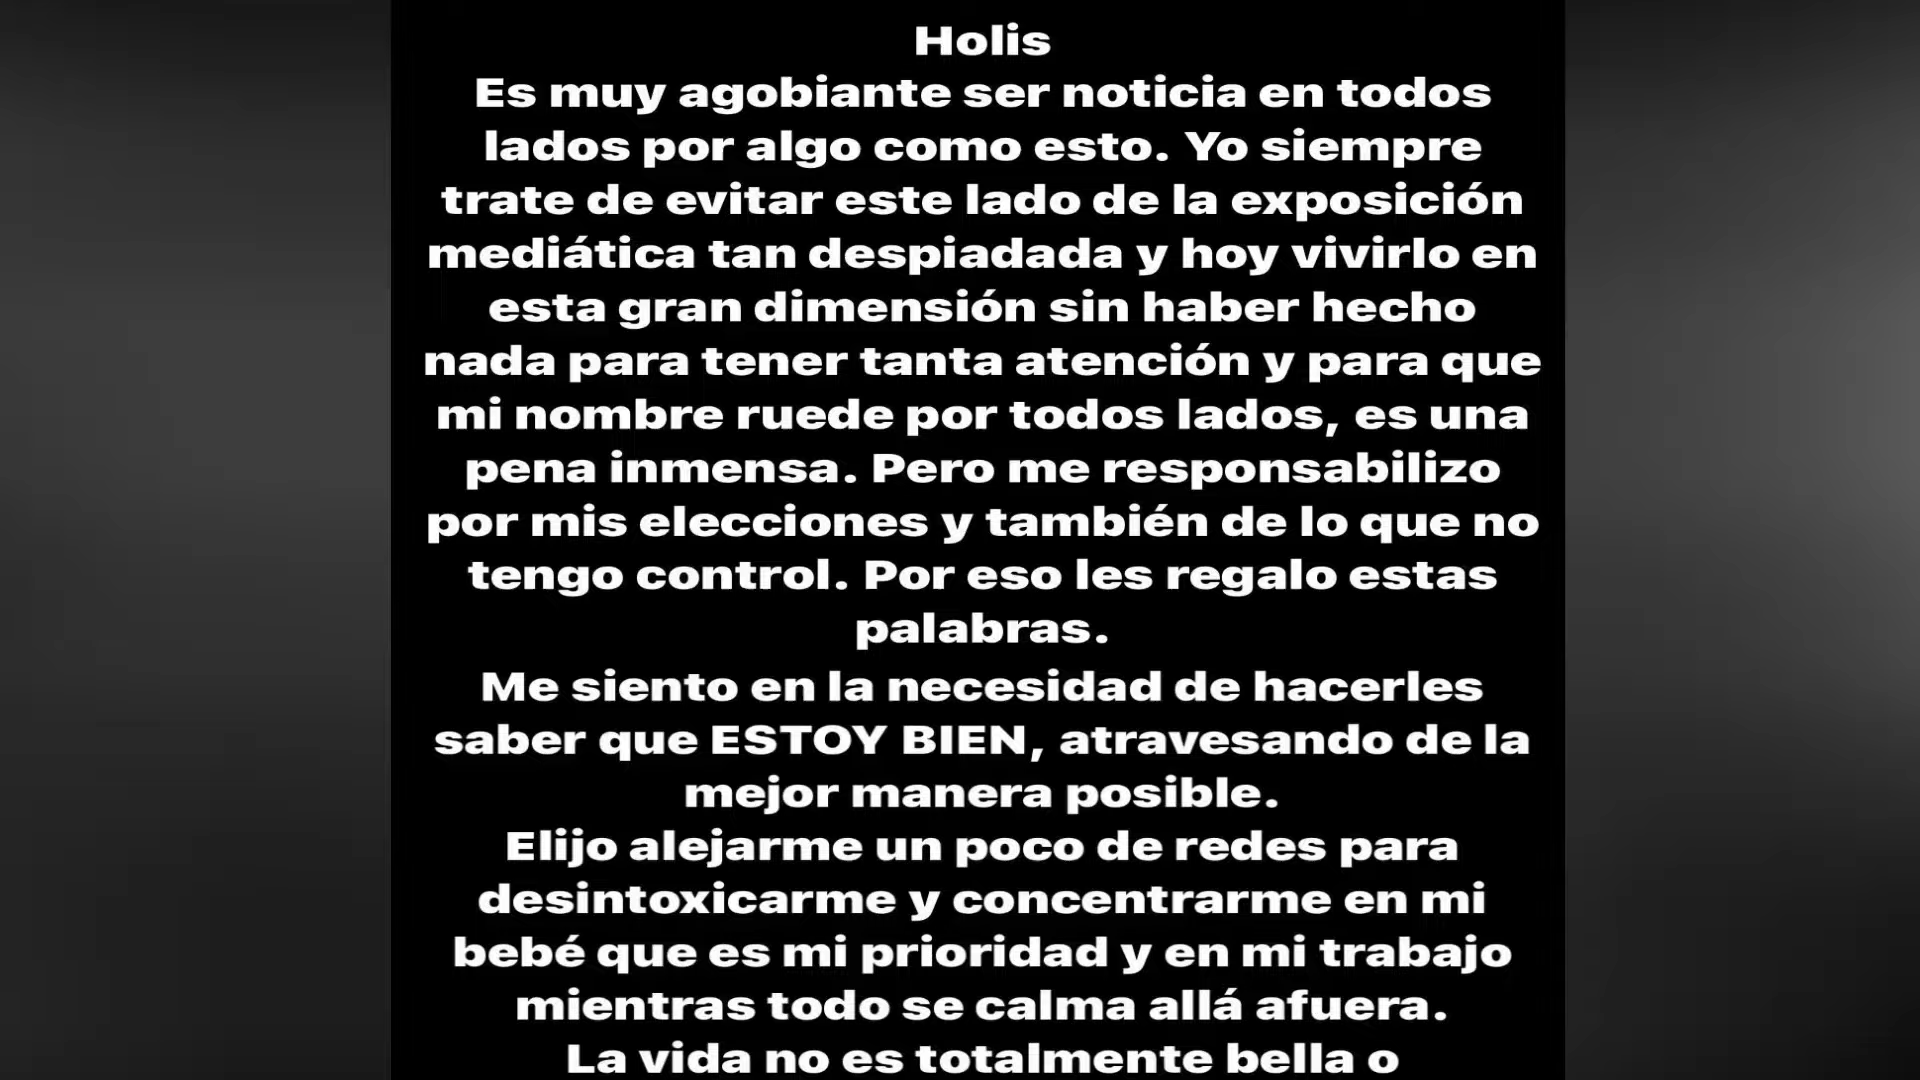 Holis
Es muy agobiante ser noticia en todos
lados por algo como esto. Yo siempre
trate de evitar este lado de la exposición
mediática tan despiadada y hoy vivirlo en
esta gran dimensión sin haber hecho
nada para tener tanta atención y para que
mi nombre ruede por todos lados, es una
pena inmensa. Pero me responsabilizo
por mis elecciones y también de lo que no
tengo control. Por eso les regalo estas
palabras.
Me siento en la necesidad de hacerles
saber que ESTOY BIEN, atravesando de la
mejor manera posible.
Elijo alejarme un poco de redes para
desintoxicarme y concentrarme en mi
bebé que es mi prioridad y en mi trabajo
mientras todo se calma allá afuera.
La vida no es totalmente bella o